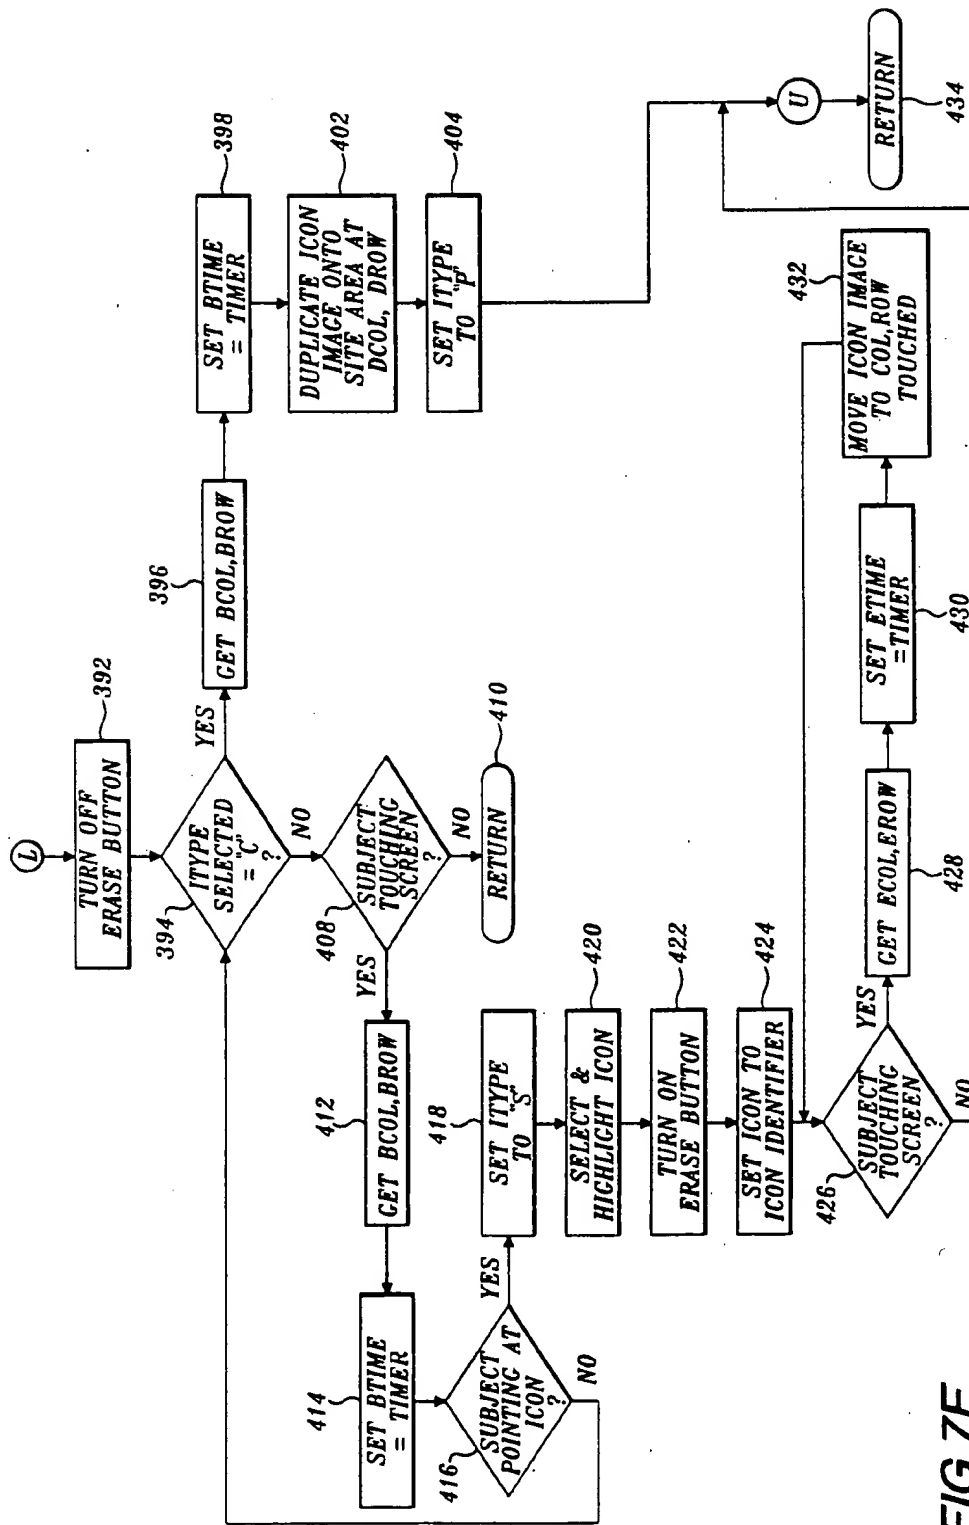 L
TURN OFF
ERASE BUTTON
392
ITYPE
SELECTED
="C"
?
394
YES
NO
GET BCOL,BROW
396
SET BTIME
= TIMER
398
DUPLICATE ICON
IMAGE ONTO
SITE AREA AT
DCOL, DROW
402
SET ITYPE
TO "P"
404
SUBJECT
TOUCHING
SCREEN
?
408
YES
NO
RETURN
410
GET BCOL,BROW
412
SET BTIME
= TIMER
414
SUBJECT
POINTING AT
ICON
?
416
YES
NO
SET ITYPE
TO "S"
418
SELECT &
HIGHLIGHT ICON
420
TURN ON
ERASE BUTTON
422
SET ICON TO
ICON IDENTIFIER
424
SUBJECT
TOUCHING
SCREEN
?
426
YES
NO
GET ECOL,EROW
428
SET ETIME
=TIMER
430
MOVE ICON IMAGE
TO COL,ROW
TOUCHED
432
U
RETURN
434